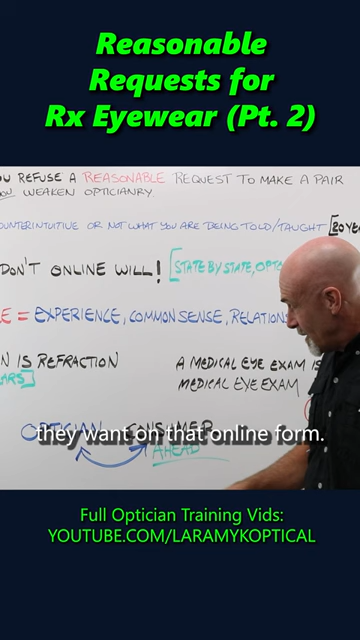 Reasonable
Requests for
Rx Eyewear (Pt. 2)
REFUSE A REASONABLE REQUEST TO MAKE A PAIR
WEAKEN OPTICIANRY
COUNTERINTUITIVE OR NOT WHAT YOU ARE BEING TOLD/TAUGHT [20 YEA
DON'T ONLINE WILL! [STATE BY STATE,
= EXPERIENCE, COMMON SENSE, RELATIONS
IS REFRACTION
A MEDICAL EYE EXAM IS
MEDICAL EYE EXAM
OPTICIAN CONSUMER
they want on that online form.
AHEAD
Full Optician Training Vids:
YOUTUBE.COM/LARAMYKOPTICAL